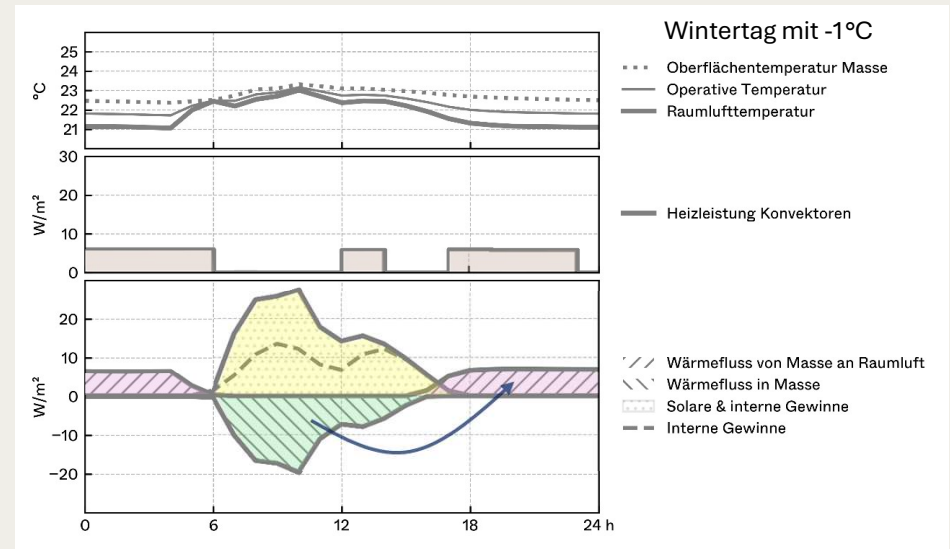 Wintertag mit -1°C
25
24
23
22
21
°C
Oberflächentemperatur Masse
Operative Temperatur
Raumlufttemperatur
30
20
10
0
W/m²
Heizleistung Konvektoren
20
10
0
−10
−20
W/m²
Wärmefluss von Masse an Raumluft
Wärmefluss in Masse
Solare & interne Gewinne
Interne Gewinne
0 6 12 18 24 h